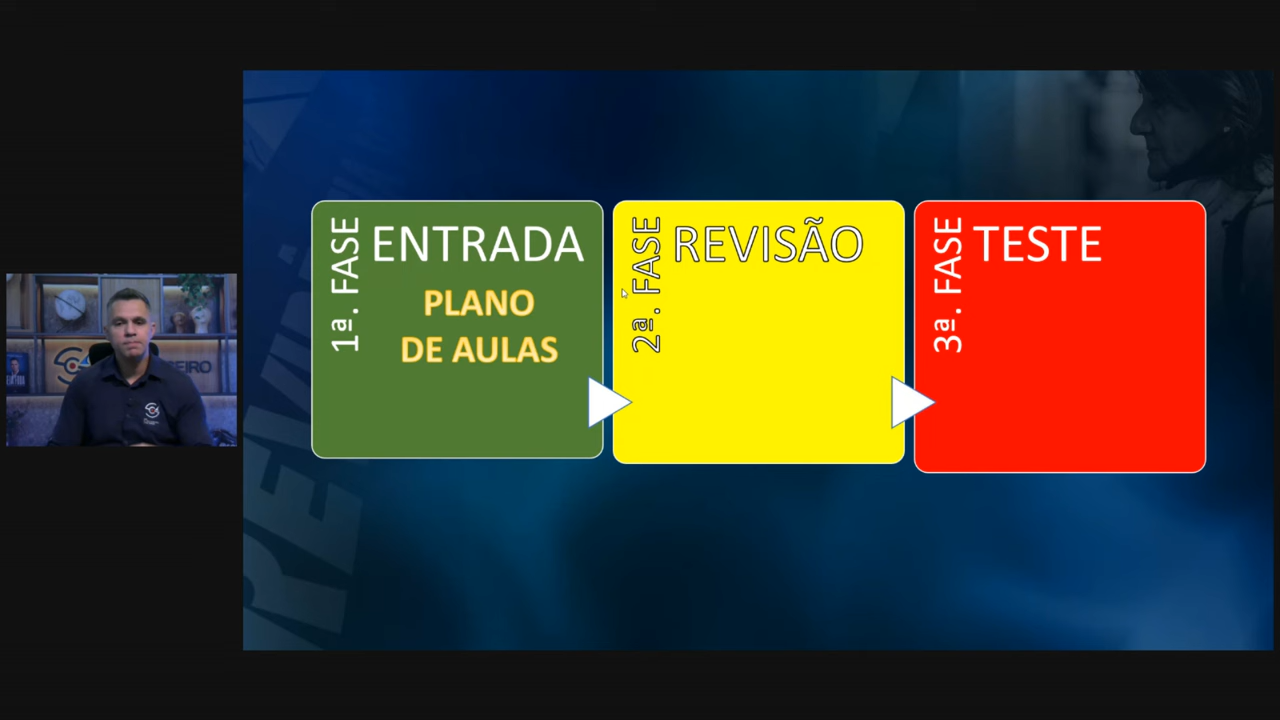 1ª. FASE
ENTRADA
PLANO
DE AULAS
2ª. FASE
REVISÃO
3ª. FASE
TESTE